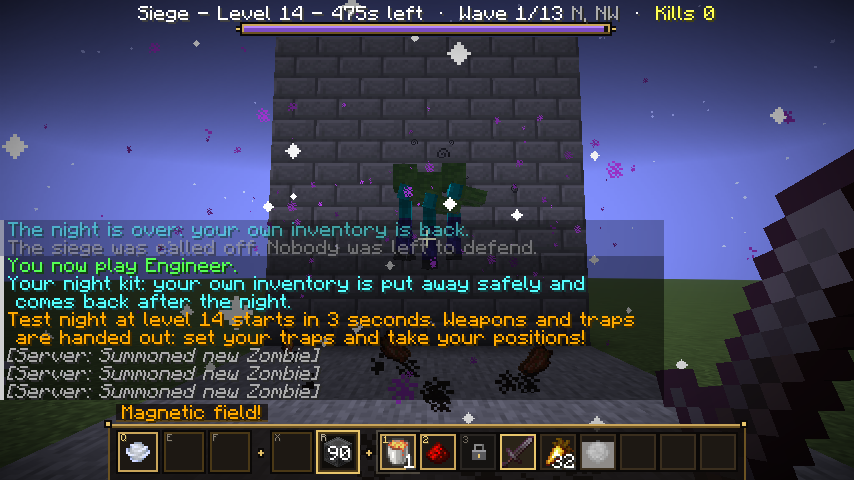 Siege - Level 14 - 475s left · Wave 1/13 N, NW · Kills 0
The night is over: your own inventory is back.
The siege was called off. Nobody was left to defend.
You now play Engineer.
Your night kit: your own inventory is put away safely and
comes back after the night.
Test night at level 14 starts in 3 seconds. Weapons and traps
are handed out: set your traps and take your positions!
[Server: Summoned new Zombie]
[Server: Summoned new Zombie]
[Server: Summoned new Zombie]
Magnetic field!
Q E F X R 90 1 1 2 3 32